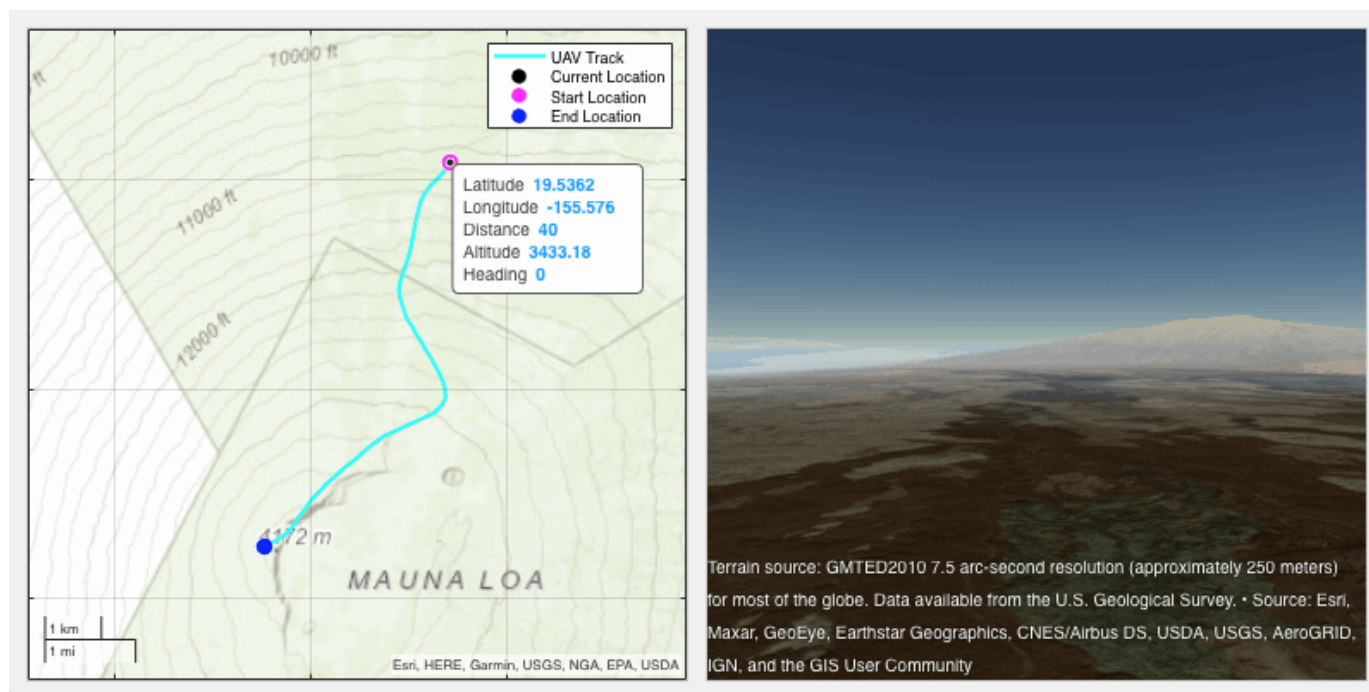 10000 ft
ft
UAV Track
Current Location
Start Location
End Location
Latitude 19.5362
Longitude -155.576
Distance 40
Altitude 3433.18
Heading 0
11000 ft
12000 ft
4172 m
MAUNA LOA
1 km
1 mi
Esri, HERE, Garmin, USGS, NGA, EPA, USDA
Terrain source: GMTED2010 7.5 arc-second resolution (approximately 250 meters)
for most of the globe. Data available from the U.S. Geological Survey. • Source: Esri,
Maxar, GeoEye, Earthstar Geographics, CNES/Airbus DS, USDA, USGS, AeroGRID,
IGN, and the GIS User Community